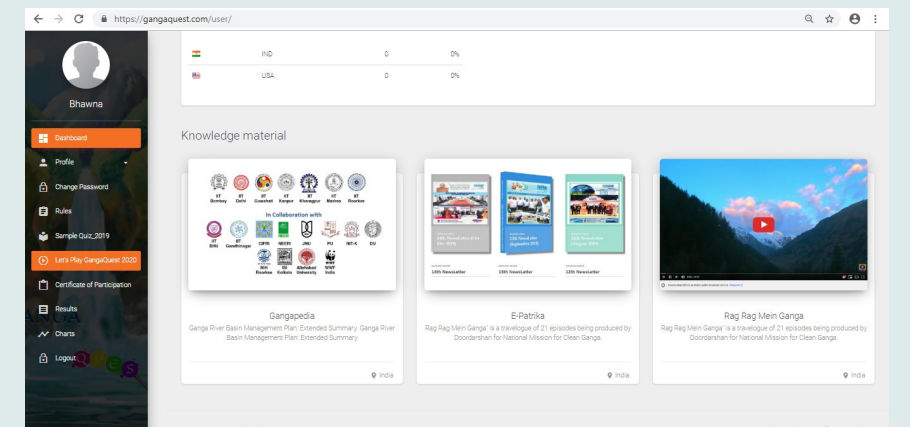 https://gangaquest.com/user/
Bhawna
Dashboard
Profile
Change Password
Rules
Sample Quiz_2019
Let's Play GangaQuest 2020
Certificate of Participation
Results
Charts
Logout
IND 0 0%
USA 0 0%
Knowledge material
IIT Bombay
IIT Delhi
IIT Guwahati
IIT Kanpur
IIT Kharagpur
IIT Madras
IIT Roorkee
In Collaboration with
IIT BHU
IIT Gandhinagar
CIFRI
NEERI
JNU
PU
NIT-K
DU
NIH Roorkee
ISI Kolkata
Allahabad University
WWF India
Gangapedia
Ganga River Basin Management Plan: Extended Summary. Ganga River
Basin Management Plan: Extended Summary
India
14th NewsLetter
13th NewsLetter
12th NewsLetter
E-Patrika
Rag Rag Mein Ganga' is a travelogue of 21 episodes being produced by
Doordarshan for National Mission for Clean Ganga.
India
Rag Rag Mein Ganga
Rag Rag Mein Ganga' is a travelogue of 21 episodes being produced by
Doordarshan for National Mission for Clean Ganga.
India